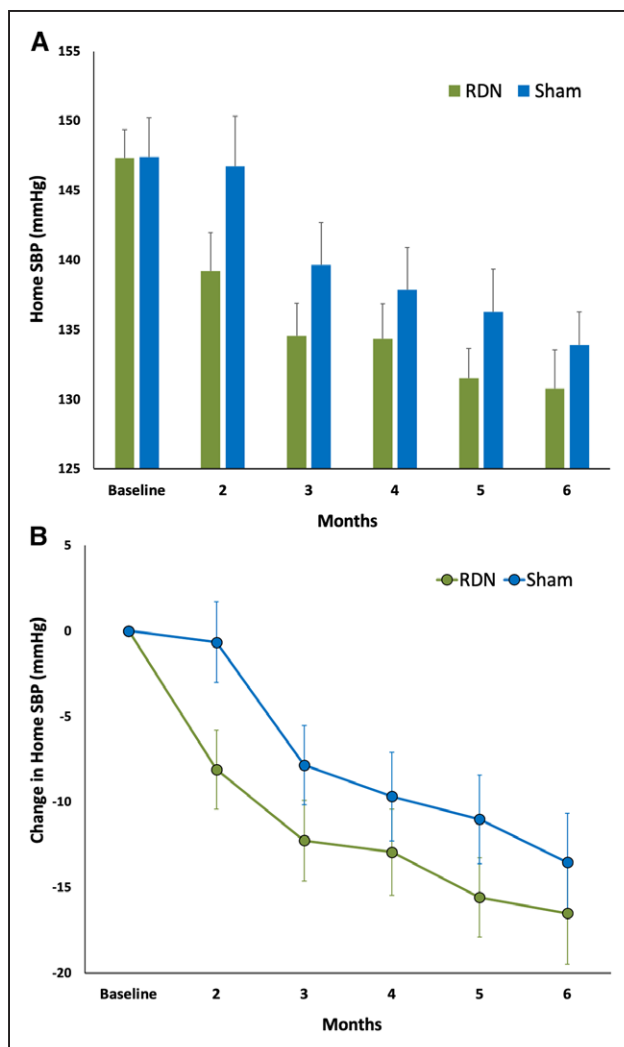 A
155
150
145
140
135
130
125
Home SBP (mmHg)
RDN Sham
Baseline 2 3 4 5 6
Months
B
5
0
-5
-10
-15
-20
Change in Home SBP (mmHg)
RDN Sham
Baseline 2 3 4 5 6
Months